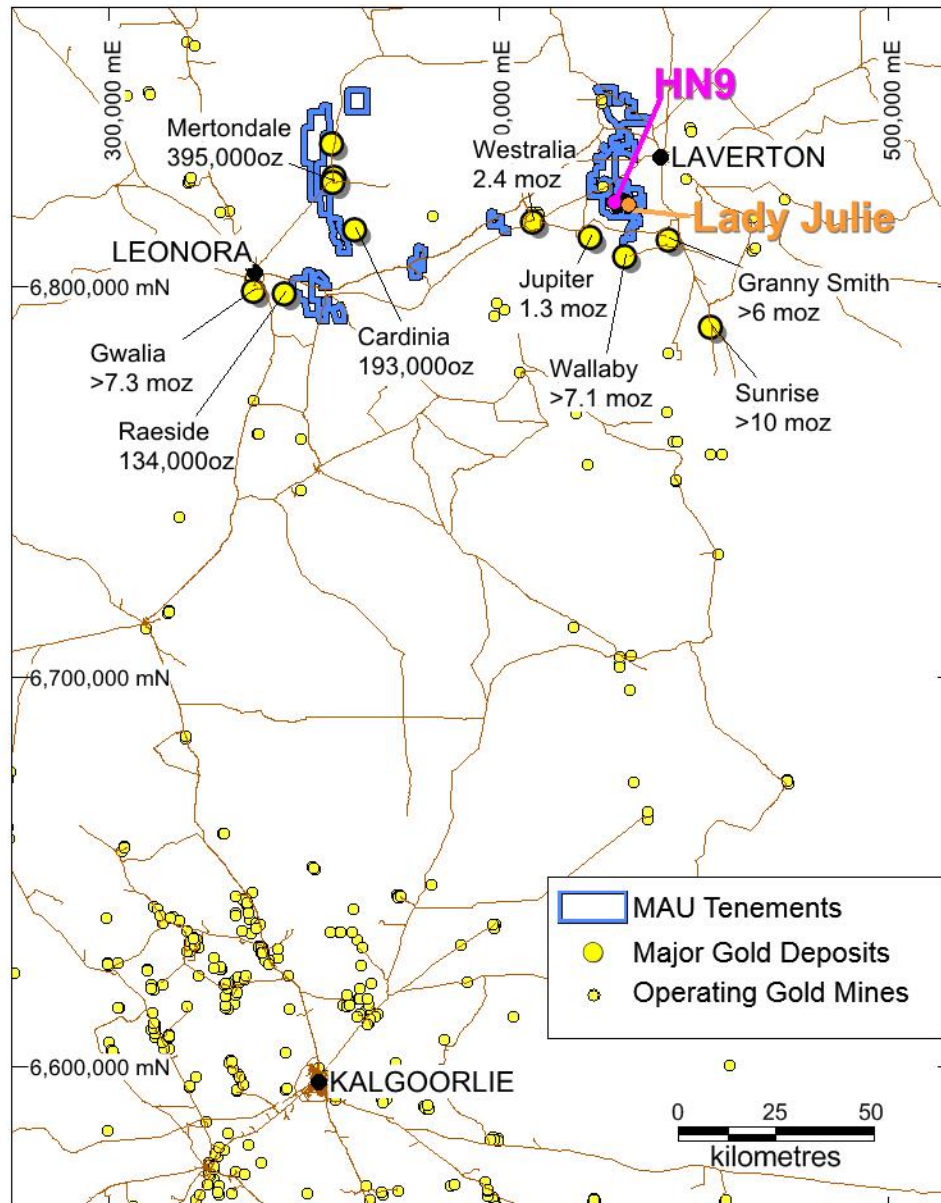 300,000 mE
0,000 mE
500,000
HN9
Mertondale
395,000oz
Westralia
2.4 moz
LAVERTON
Lady Julie
LEONORA
6,800,000 mN
Jupiter
1.3 moz
Granny Smith
>6 moz
Gwalia
>7.3 moz
Cardinia
193,000oz
Wallaby
>7.1 moz
Sunrise
>10 moz
Raeside
134,000oz
6,700,000 mN
MAU Tenements
Major Gold Deposits
Operating Gold Mines
6,600,000 mN
KALGOORLIE
0 25 50
kilometres